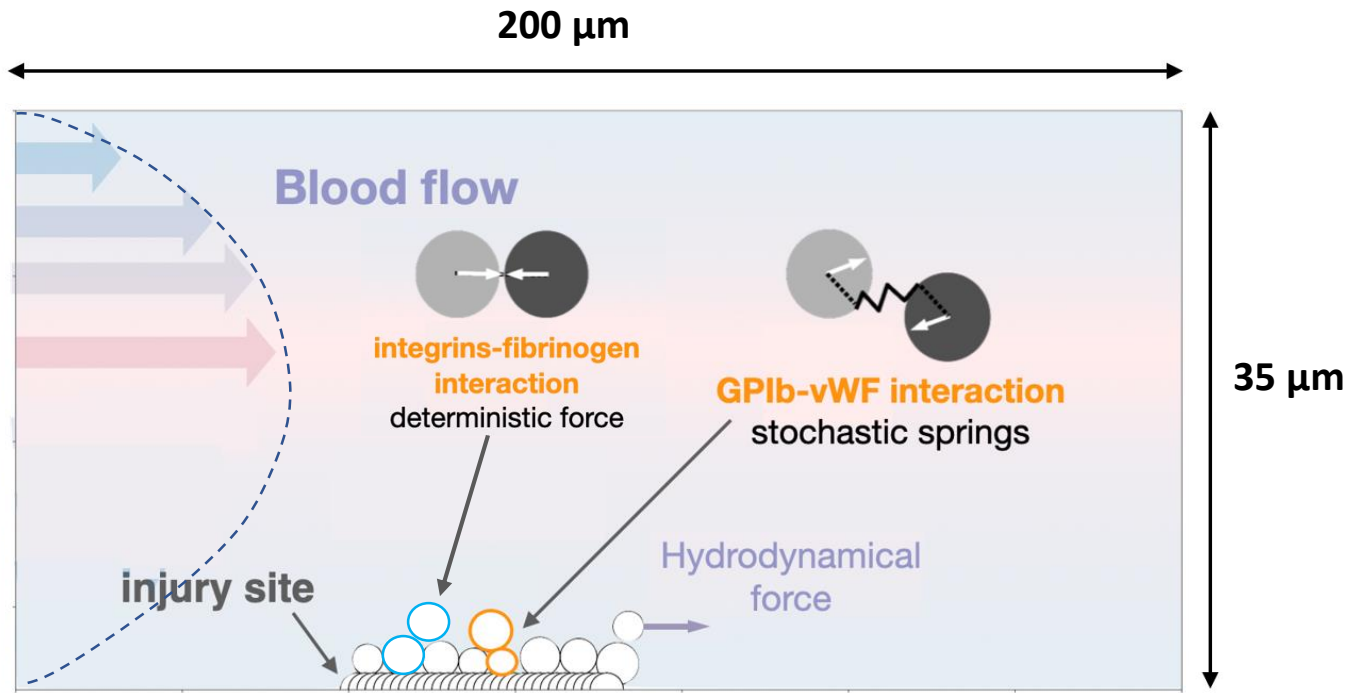 200 μm
Blood flow
integrins-fibrinogen
interaction
deterministic force
GPIb-vWF interaction
stochastic springs
35 μm
Hydrodynamical
force
injury site